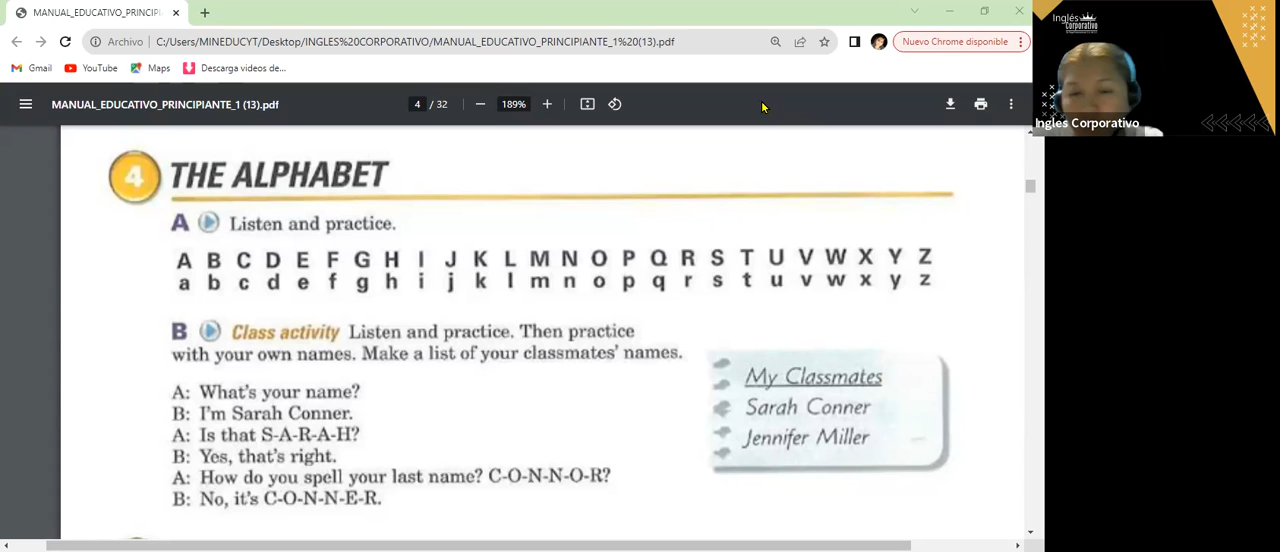 MANUAL_EDUCATIVO_PRINCIPI
Archivo
C:/Users/MINEDUCYT/Desktop/INGLES%20CORPORATIVO/MANUAL_EDUCATIVO_PRINCIPIANTE_1%20(13).pdf
Nuevo Chrome disponible
Gmail
YouTube
Maps
Descarga videos de...
MANUAL_EDUCATIVO_PRINCIPIANTE_1 (13).pdf
4 / 32
189%
Inglés
Corporativo
Ingles Corporativo
4 THE ALPHABET
A Listen and practice.
A B C D E F G H I J K L M N O P Q R S T U V W X Y Z
a b c d e f g h i j k l m n o p q r s t u v w x y z
B Class activity Listen and practice. Then practice
with your own names. Make a list of your classmates' names.
A: What's your name?
B: I'm Sarah Conner.
A: Is that S-A-R-A-H?
B: Yes, that's right.
A: How do you spell your last name? C-O-N-N-O-R?
B: No, it's C-O-N-N-E-R.
My Classmates
Sarah Conner
Jennifer Miller